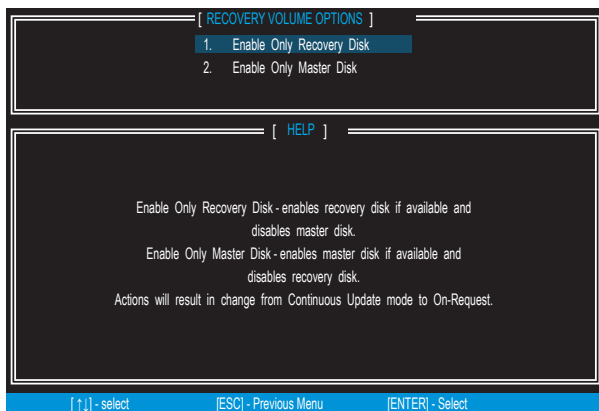 [ RECOVERY VOLUME OPTIONS ]
1. Enable Only Recovery Disk
2. Enable Only Master Disk
[ HELP ]
Enable Only Recovery Disk - enables recovery disk if available and
disables master disk.
Enable Only Master Disk - enables master disk if available and
disables recovery disk.
Actions will result in change from Continuous Update mode to On-Request.
[↑↓] - select [ESC] - Previous Menu [ENTER] - Select